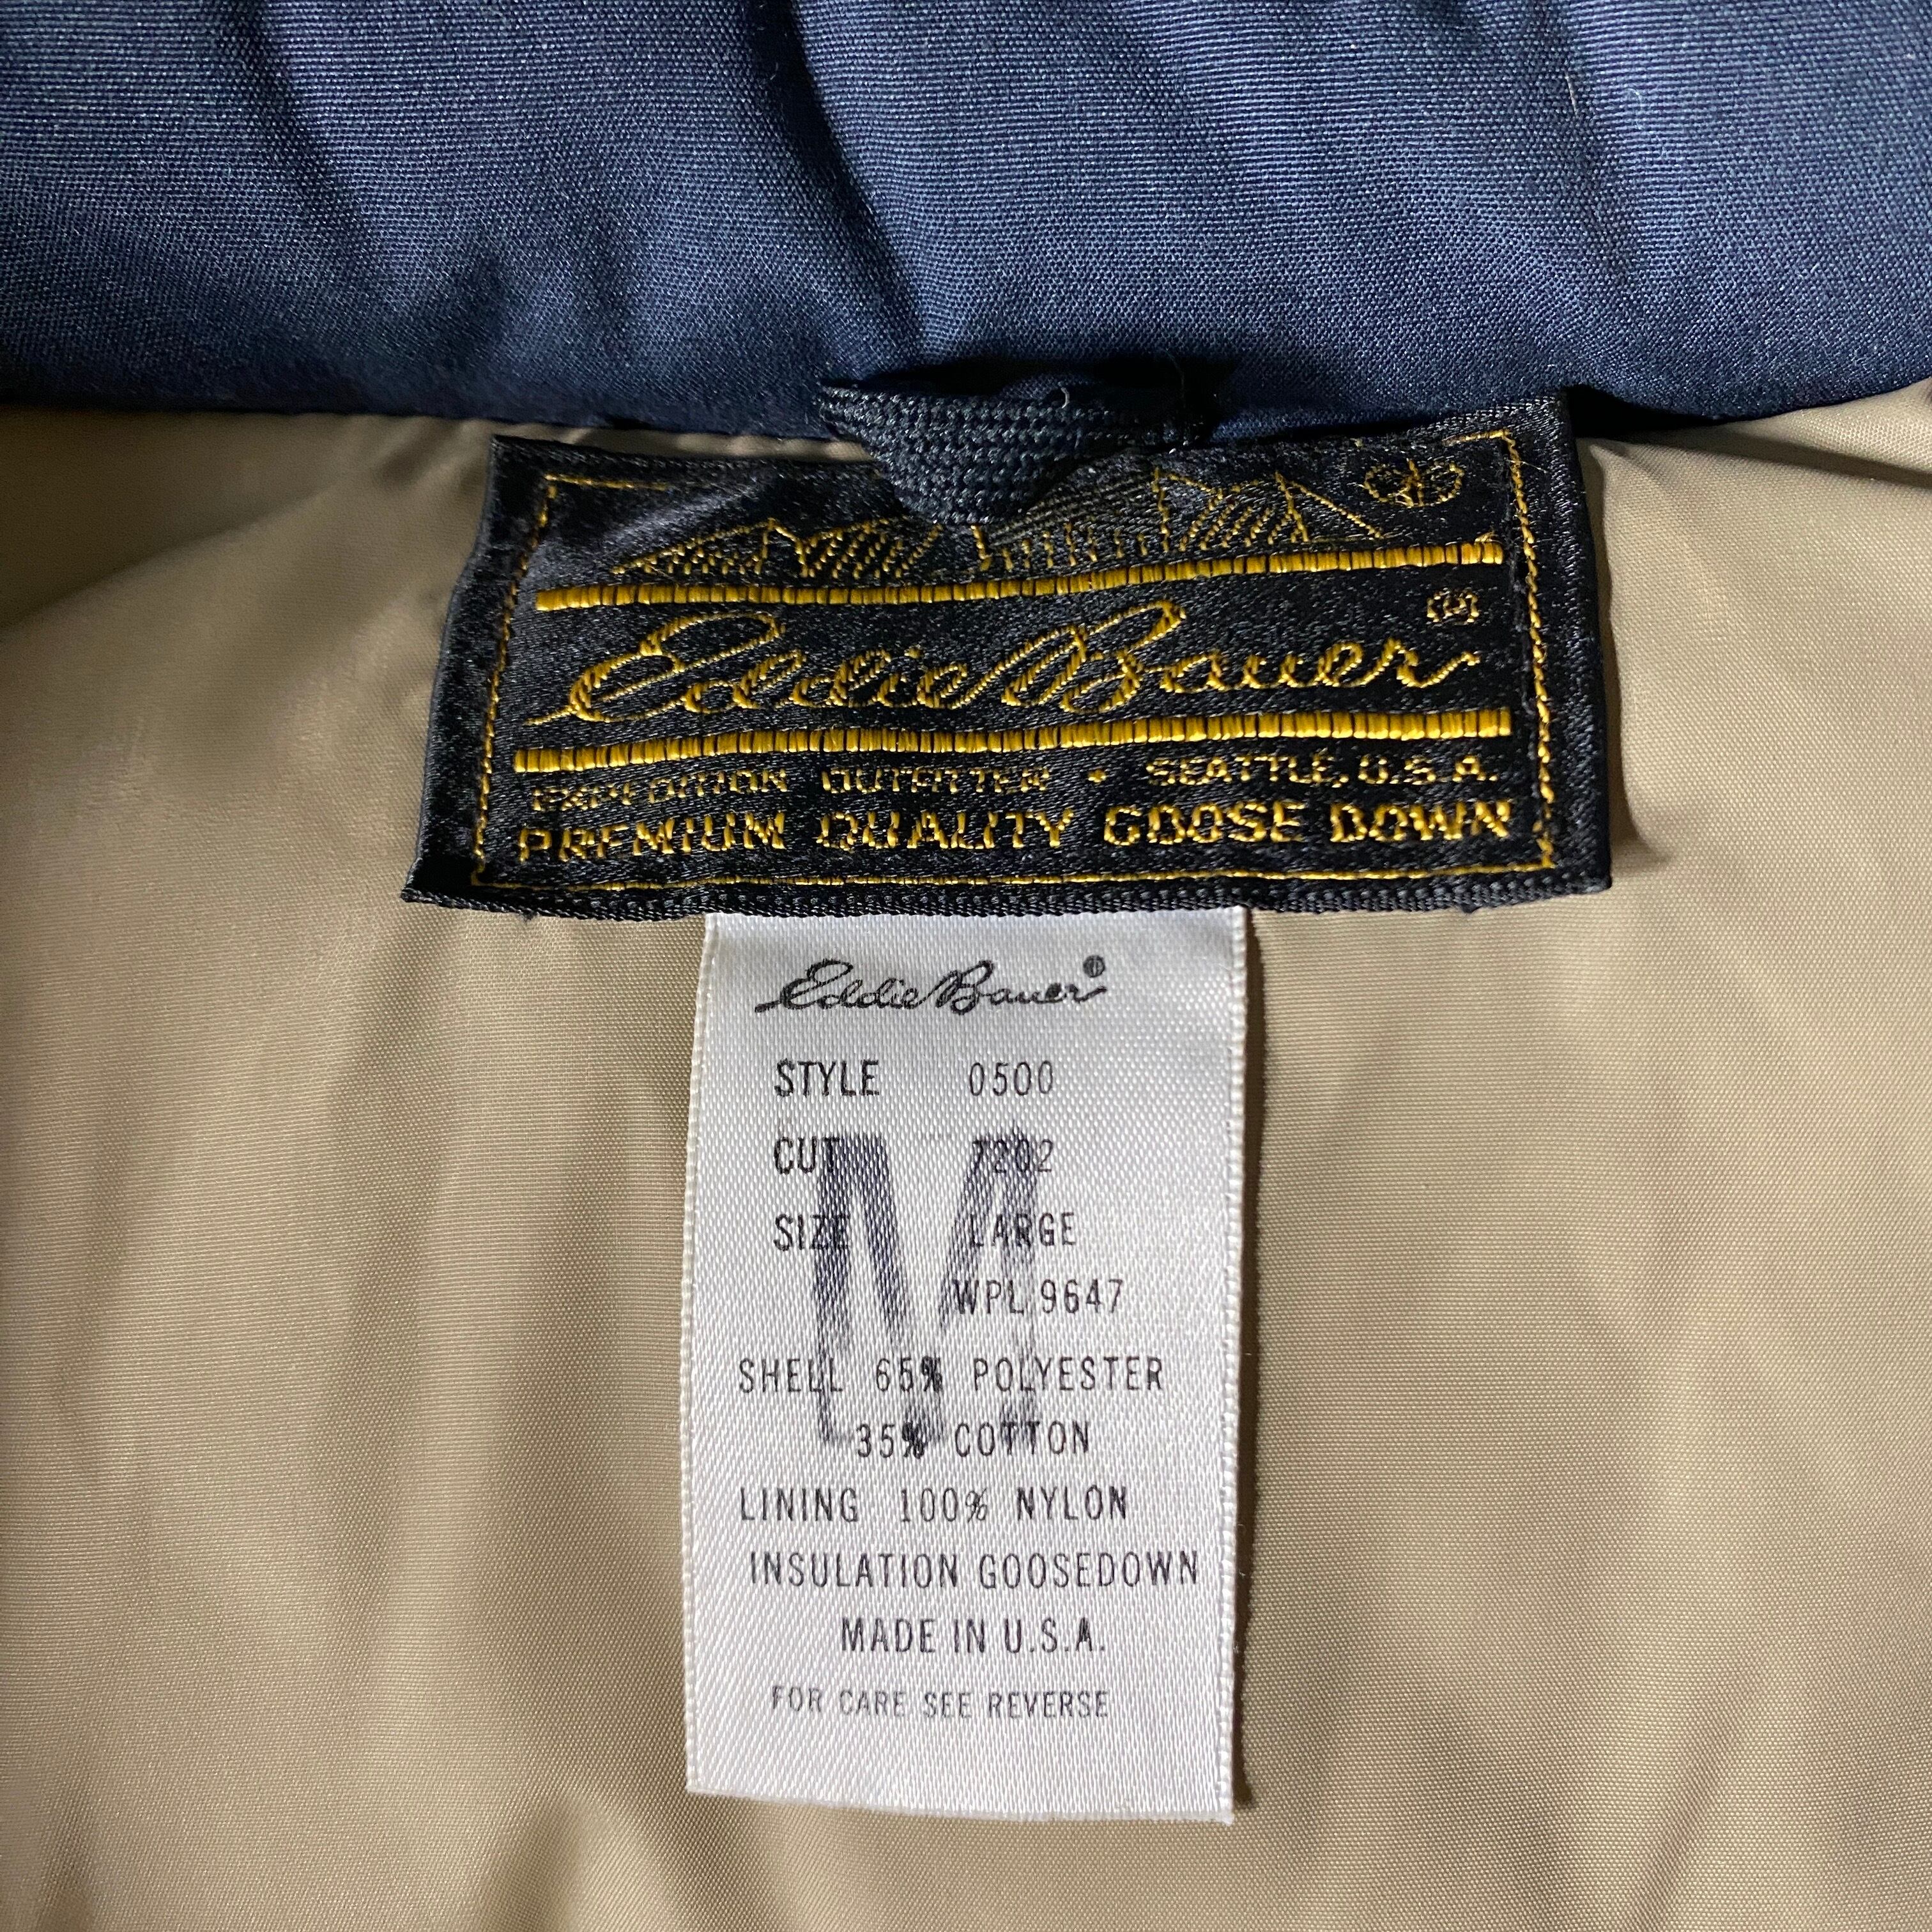 Eddie Bauer®
EXPEDITION OUTFITTER · SEATTLE, U.S.A.
PREMIUM QUALITY GOOSE DOWN
Eddie Bauer®
STYLE 0500
CUT 7202
SIZE LARGE
M
WPL 9647
SHELL 65% POLYESTER
35% COTTON
LINING 100% NYLON
INSULATION GOOSEDOWN
MADE IN U.S.A.
FOR CARE SEE REVERSE